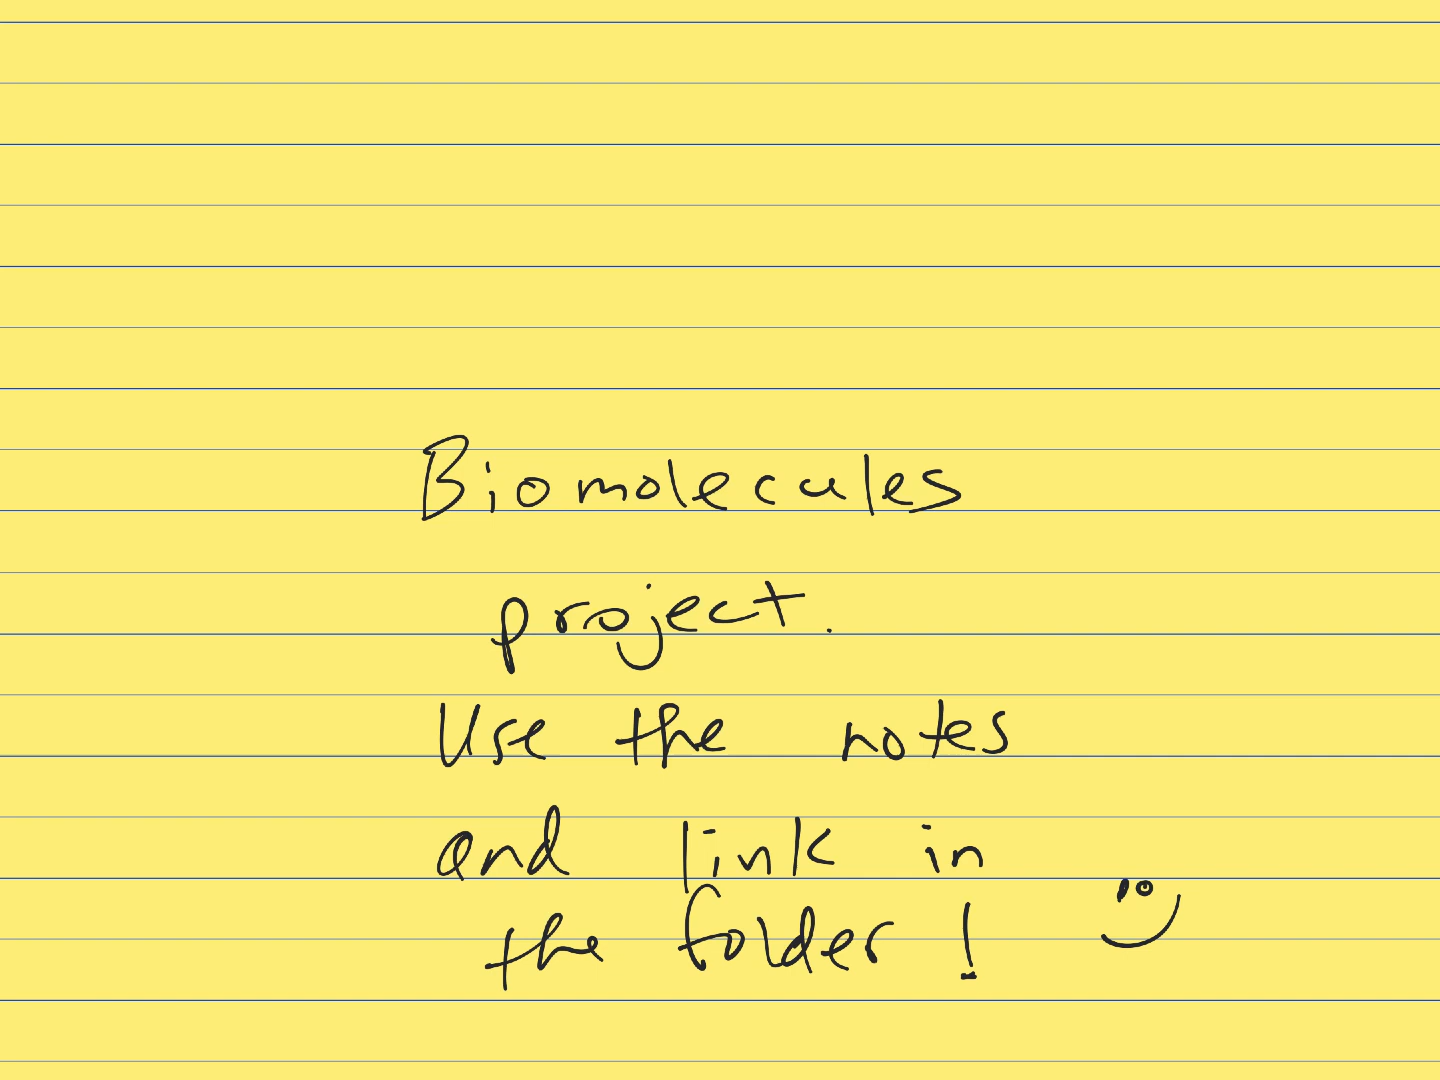 Biomolecules
project.
Use the notes
and link in
the folder!